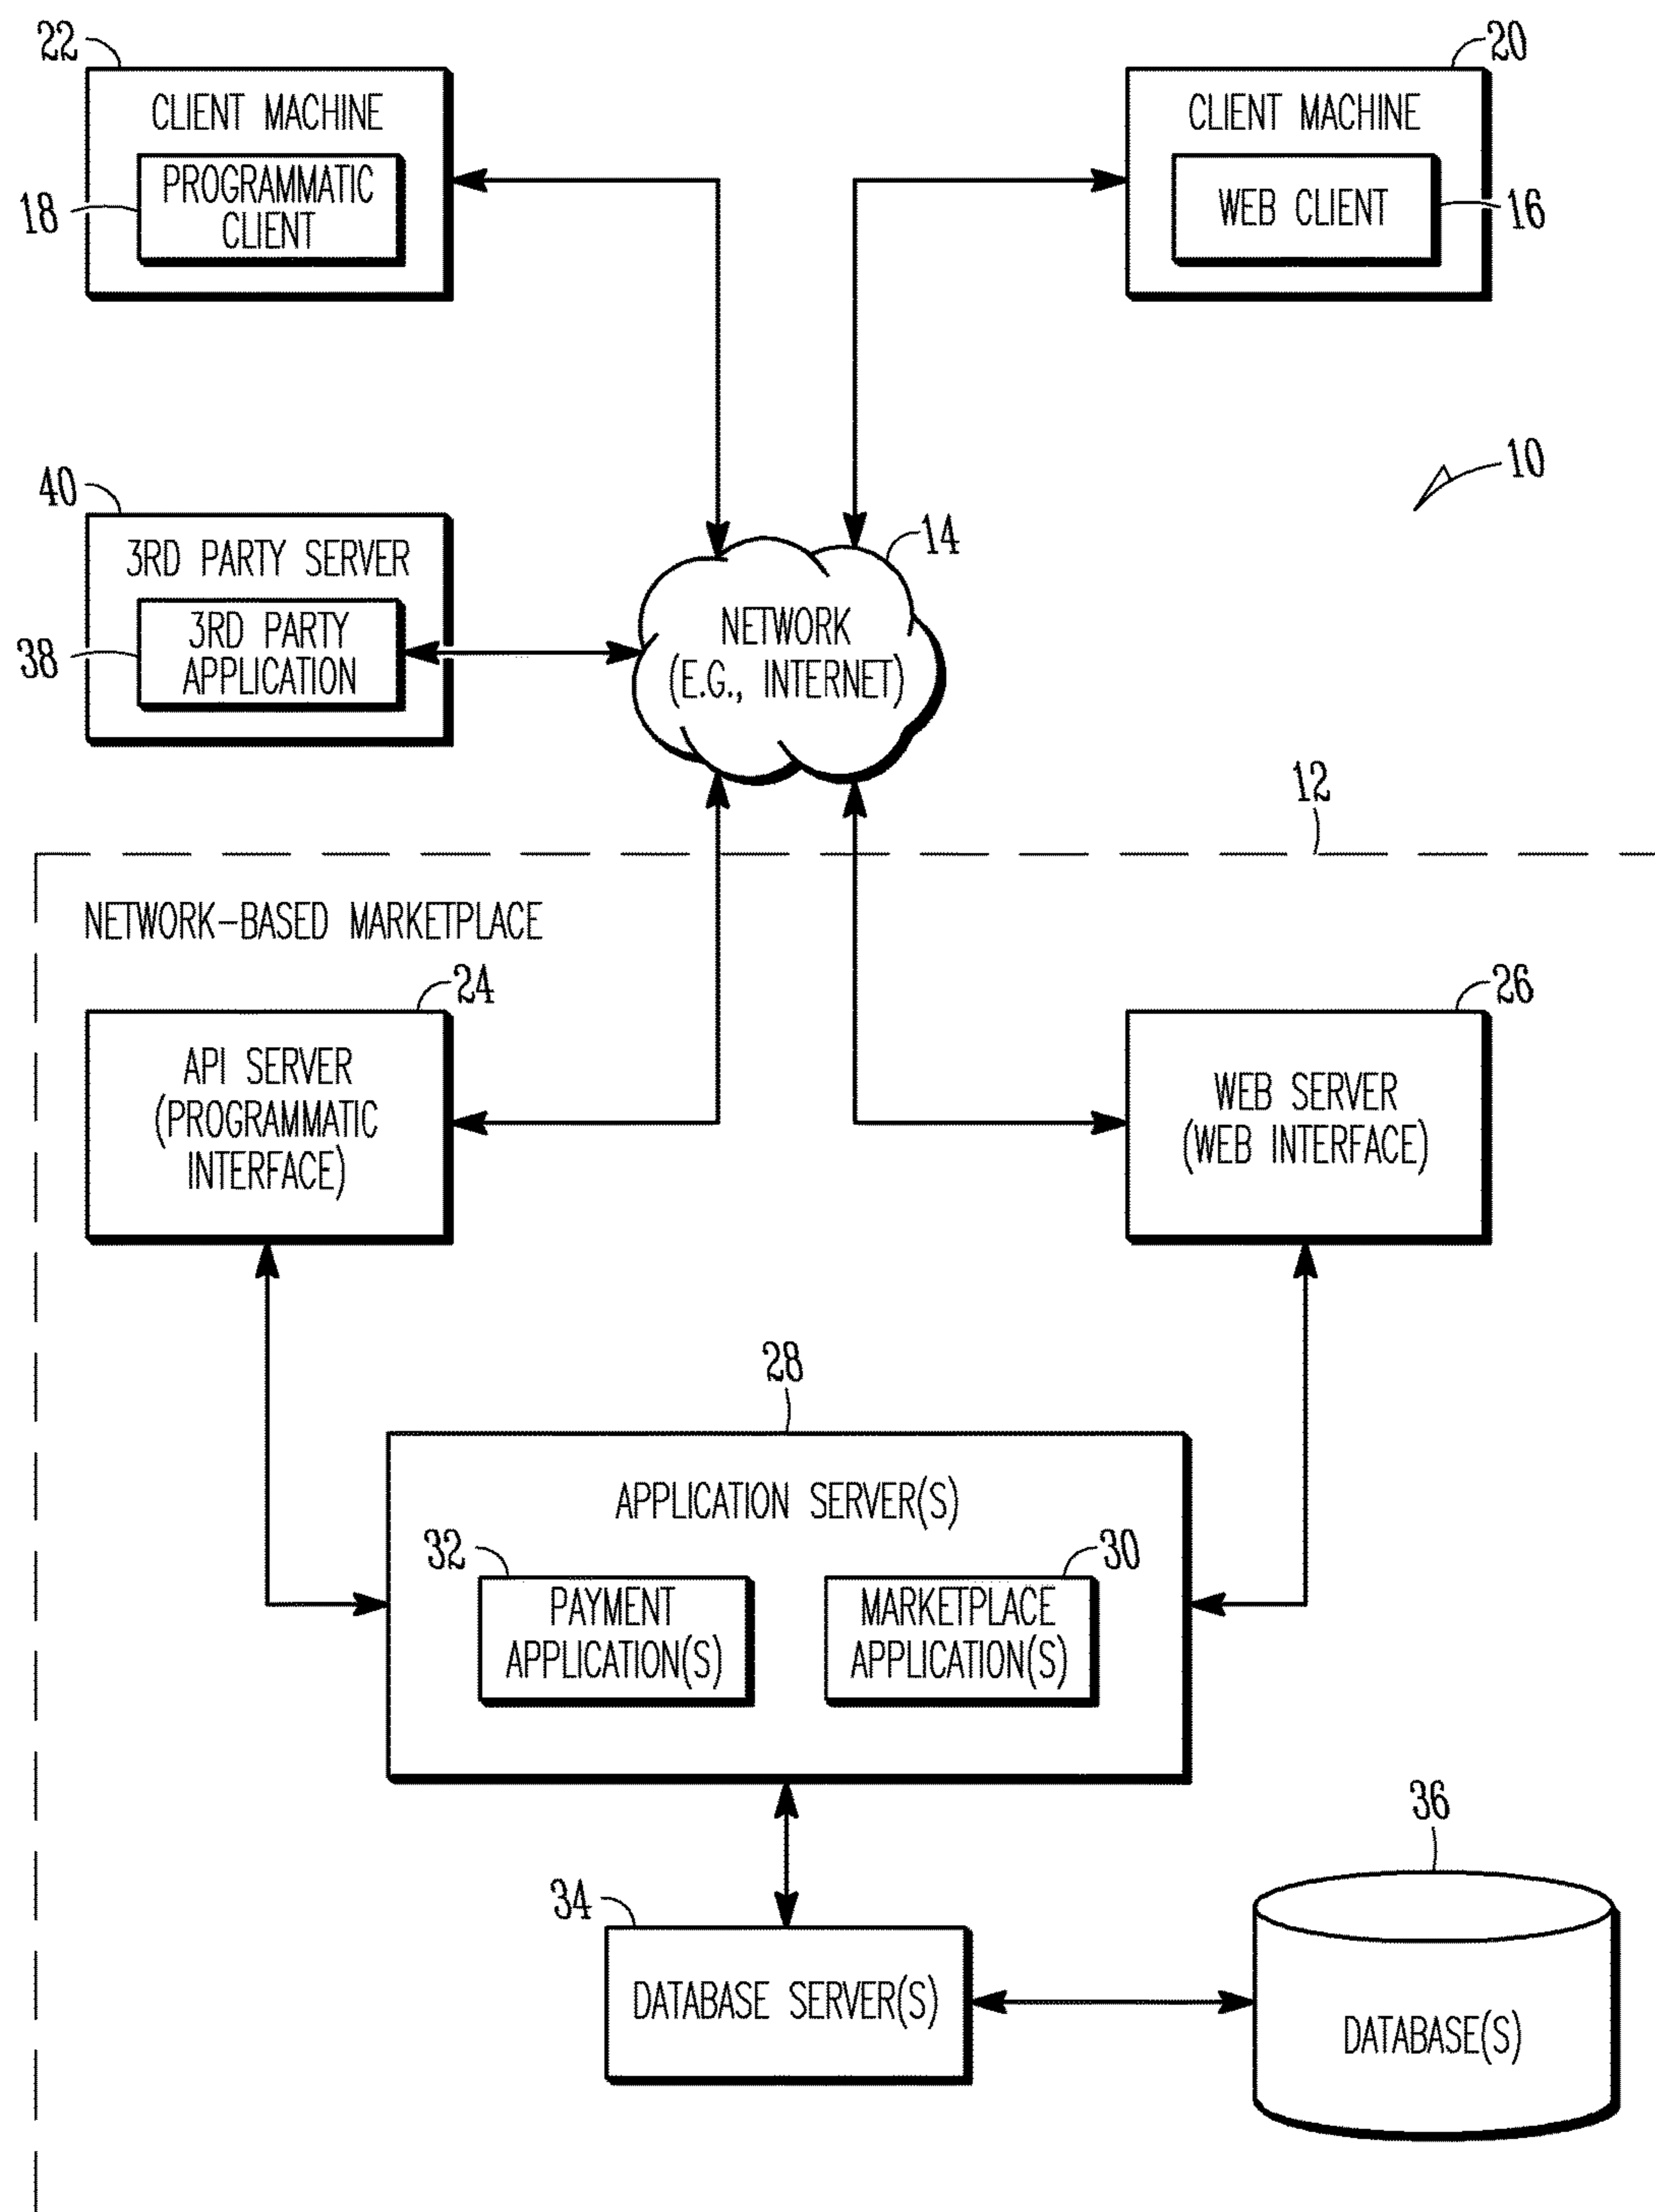 22
20
CLIENT MACHINE
CLIENT MACHINE
18
PROGRAMMATIC
CLIENT
WEB CLIENT
16
10
40
14
3RD PARTY SERVER
38
3RD PARTY
APPLICATION
NETWORK
(E.G., INTERNET)
12
NETWORK-BASED MARKETPLACE
24
26
API SERVER
(PROGRAMMATIC
INTERFACE)
WEB SERVER
(WEB INTERFACE)
28
APPLICATION SERVER(S)
32
30
PAYMENT
APPLICATION(S)
MARKETPLACE
APPLICATION(S)
36
34
DATABASE SERVER(S)
DATABASE(S)